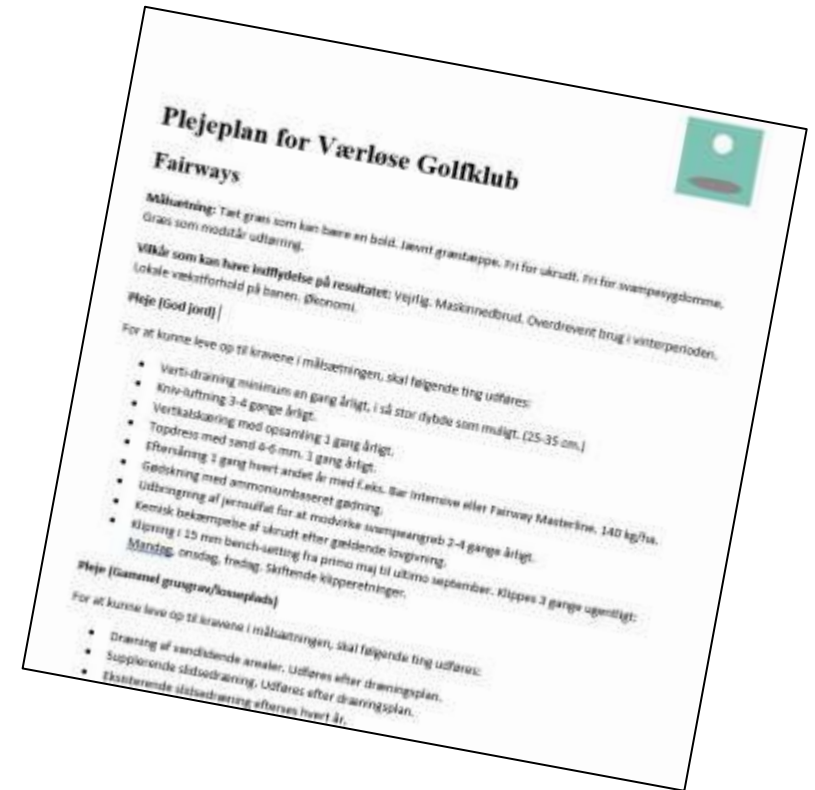 Plejeplan for Værløse Golfklub
Fairways
Målsætning: Tæt græs som kan bære en bold. Jævnt græstæppe. Fri for ukrudt. Fri for svampesygdomme.
Græs som modstår udtørring.
Vilkår som kan have indflydelse på resultatet: Vejrlig. Maskinnedbrud. Overdrevent brug i vinterperioden.
Lokale vækstforhold på banen. Økonomi.
Pleje (God jord)
For at kunne leve op til kravene i målsætningen, skal følgende ting udføres:
• Verti-draining minimum en gang årligt, i så stor dybde som muligt. (25-35 cm.)
• Kniv-luftning 3-4 gange årligt.
• Vertikalskæring med opsamling 1 gang årligt.
• Topdress med sand 4-6 mm. 1 gang årligt.
• Eftersåning 1 gang hvert andet år med f.eks. Bar Intensive eller Fairway Masterline. 140 kg/ha.
• Gødskning med ammoniumbaseret gødning.
• Udbringning af jernsulfat for at modvirke svampeangreb 2-4 gange årligt.
• Kemisk bekæmpelse af ukrudt efter gældende lovgivning.
• Klipning i 15 mm bench-setting fra primo maj til ultimo september. Klippes 3 gange ugentligt:
Mandag, onsdag, fredag. Skiftende klipperetninger.
Pleje (Gammel grusgrav/losseplads)
For at kunne leve op til kravene i målsætningen, skal følgende ting udføres:
• Dræning af vandlidende arealer. Udføres efter dræningsplan.
• Supplerende slidsedræning. Udføres efter dræningsplan.
• Eksisterende slidsedræning efterses hvert år.